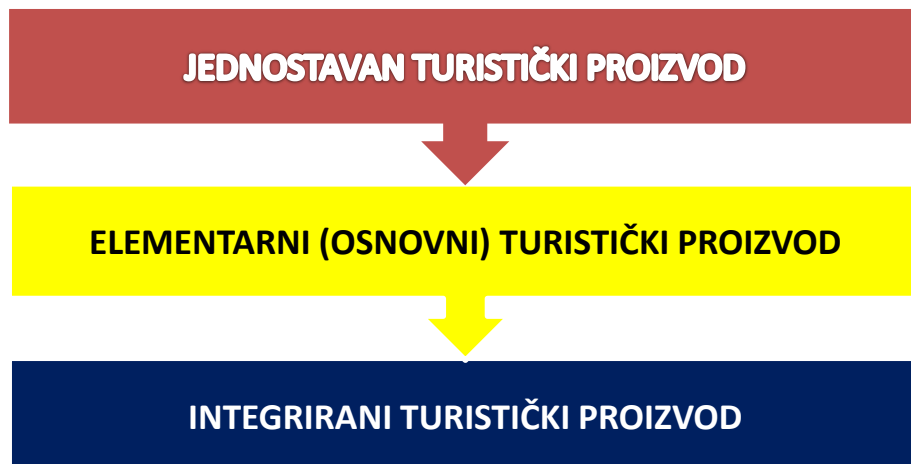 JEDNOSTAVAN TURISTIČKI PROIZVOD
ELEMENTARNI (OSNOVNI) TURISTIČKI PROIZVOD
INTEGRIRANI TURISTIČKI PROIZVOD